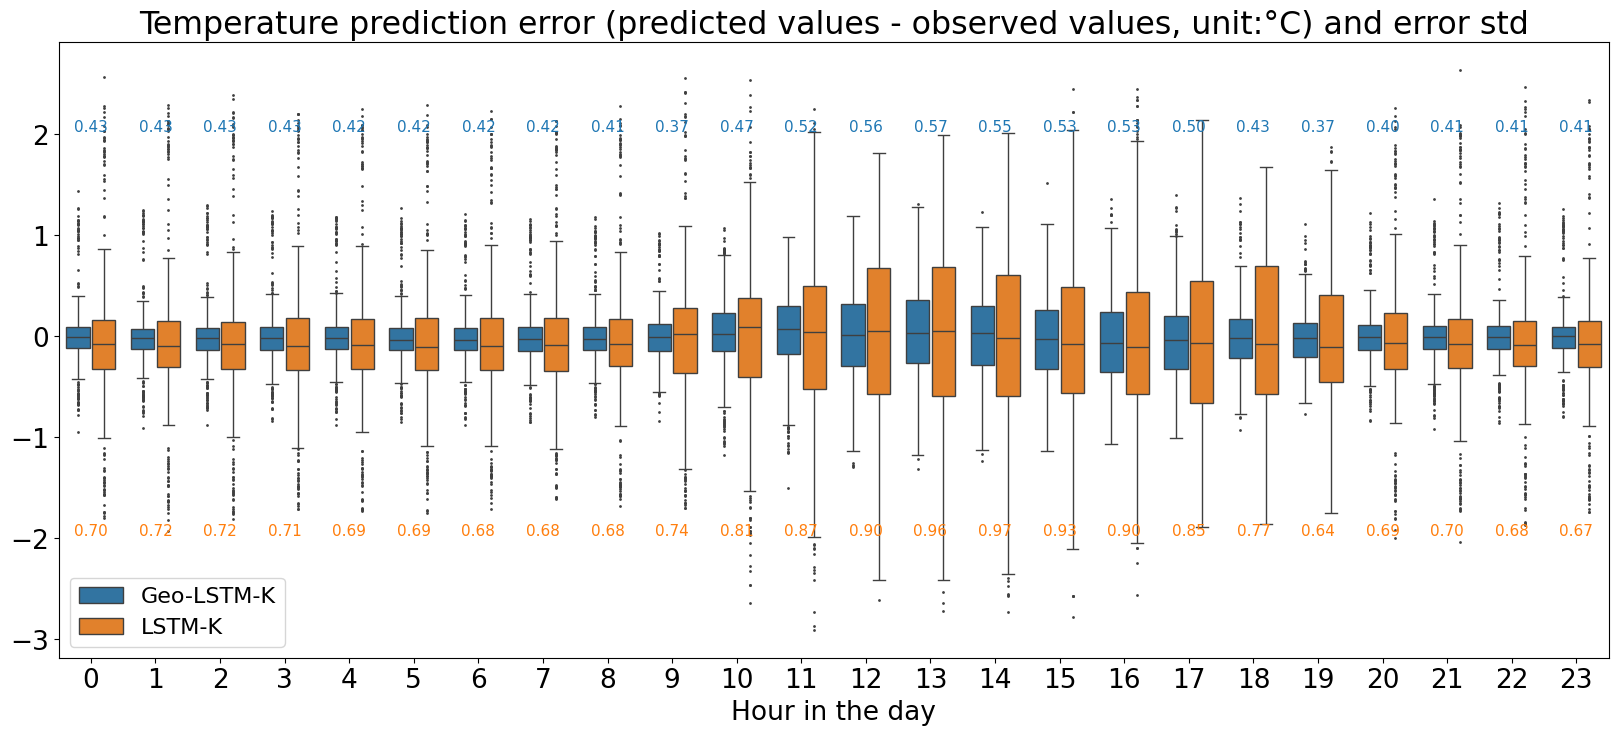 Temperature prediction error (predicted values - observed values, unit:°C) and error std
2
1
0
−1
−2
−3
0.43 0.43 0.43 0.43 0.42 0.42 0.42 0.42 0.41 0.37 0.47 0.52 0.56 0.57 0.55 0.53 0.53 0.50 0.43 0.37 0.40 0.41 0.41 0.41
0.70 0.72 0.72 0.71 0.69 0.69 0.68 0.68 0.68 0.74 0.81 0.87 0.90 0.96 0.97 0.93 0.90 0.85 0.77 0.64 0.69 0.70 0.68 0.67
Geo-LSTM-K
LSTM-K
0 1 2 3 4 5 6 7 8 9 10 11 12 13 14 15 16 17 18 19 20 21 22 23
Hour in the day